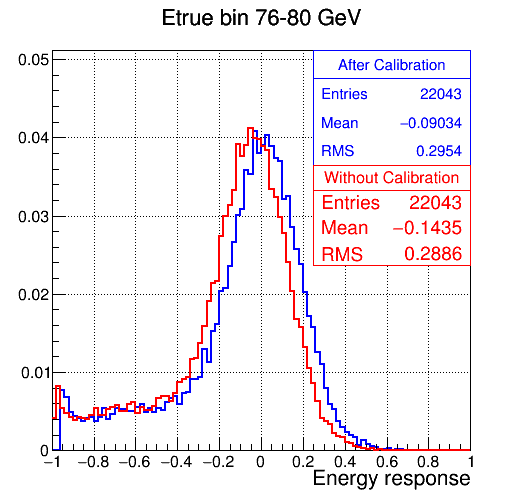 Etrue bin 76-80 GeV
0.05
0.04
0.03
0.02
0.01
0
After Calibration
Entries 22043
Mean −0.09034
RMS 0.2954
Without Calibration
Entries 22043
Mean −0.1435
RMS 0.2886
−1 −0.8 −0.6 −0.4 −0.2 0 0.2 0.4 0.6 0.8 1
Energy response